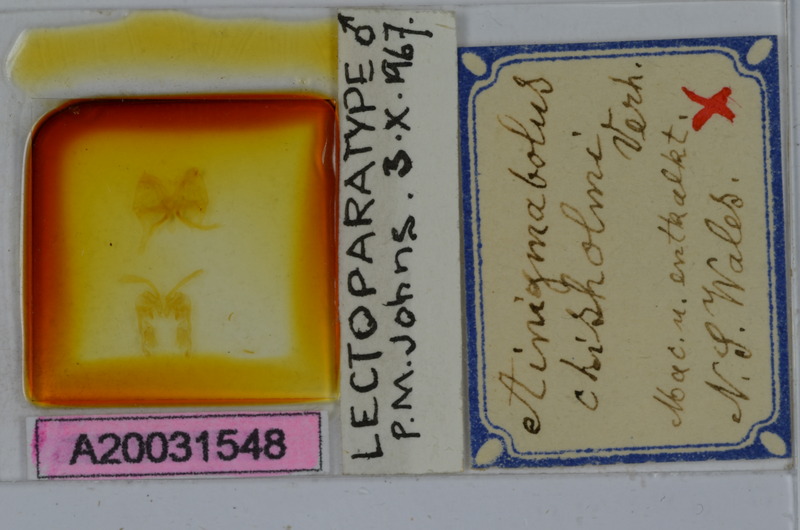 LECTOPARATYPE ♂
P.M.Johns. 3.X.1967.
Ainigmabolus
chisholmi
Verh.
Mac. u. entkalkt.
N.S. Wales.
X
A20031548